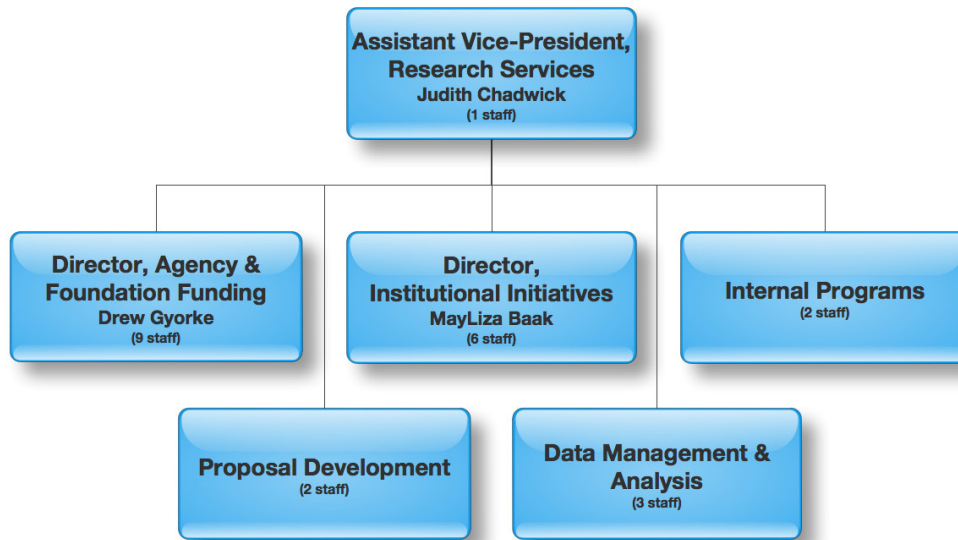 Assistant Vice-President,
Research Services
Judith Chadwick
(1 staff)
Director, Agency &
Foundation Funding
Drew Gyorke
(9 staff)
Director,
Institutional Initiatives
MayLiza Baak
(6 staff)
Internal Programs
(2 staff)
Proposal Development
(2 staff)
Data Management &
Analysis
(3 staff)